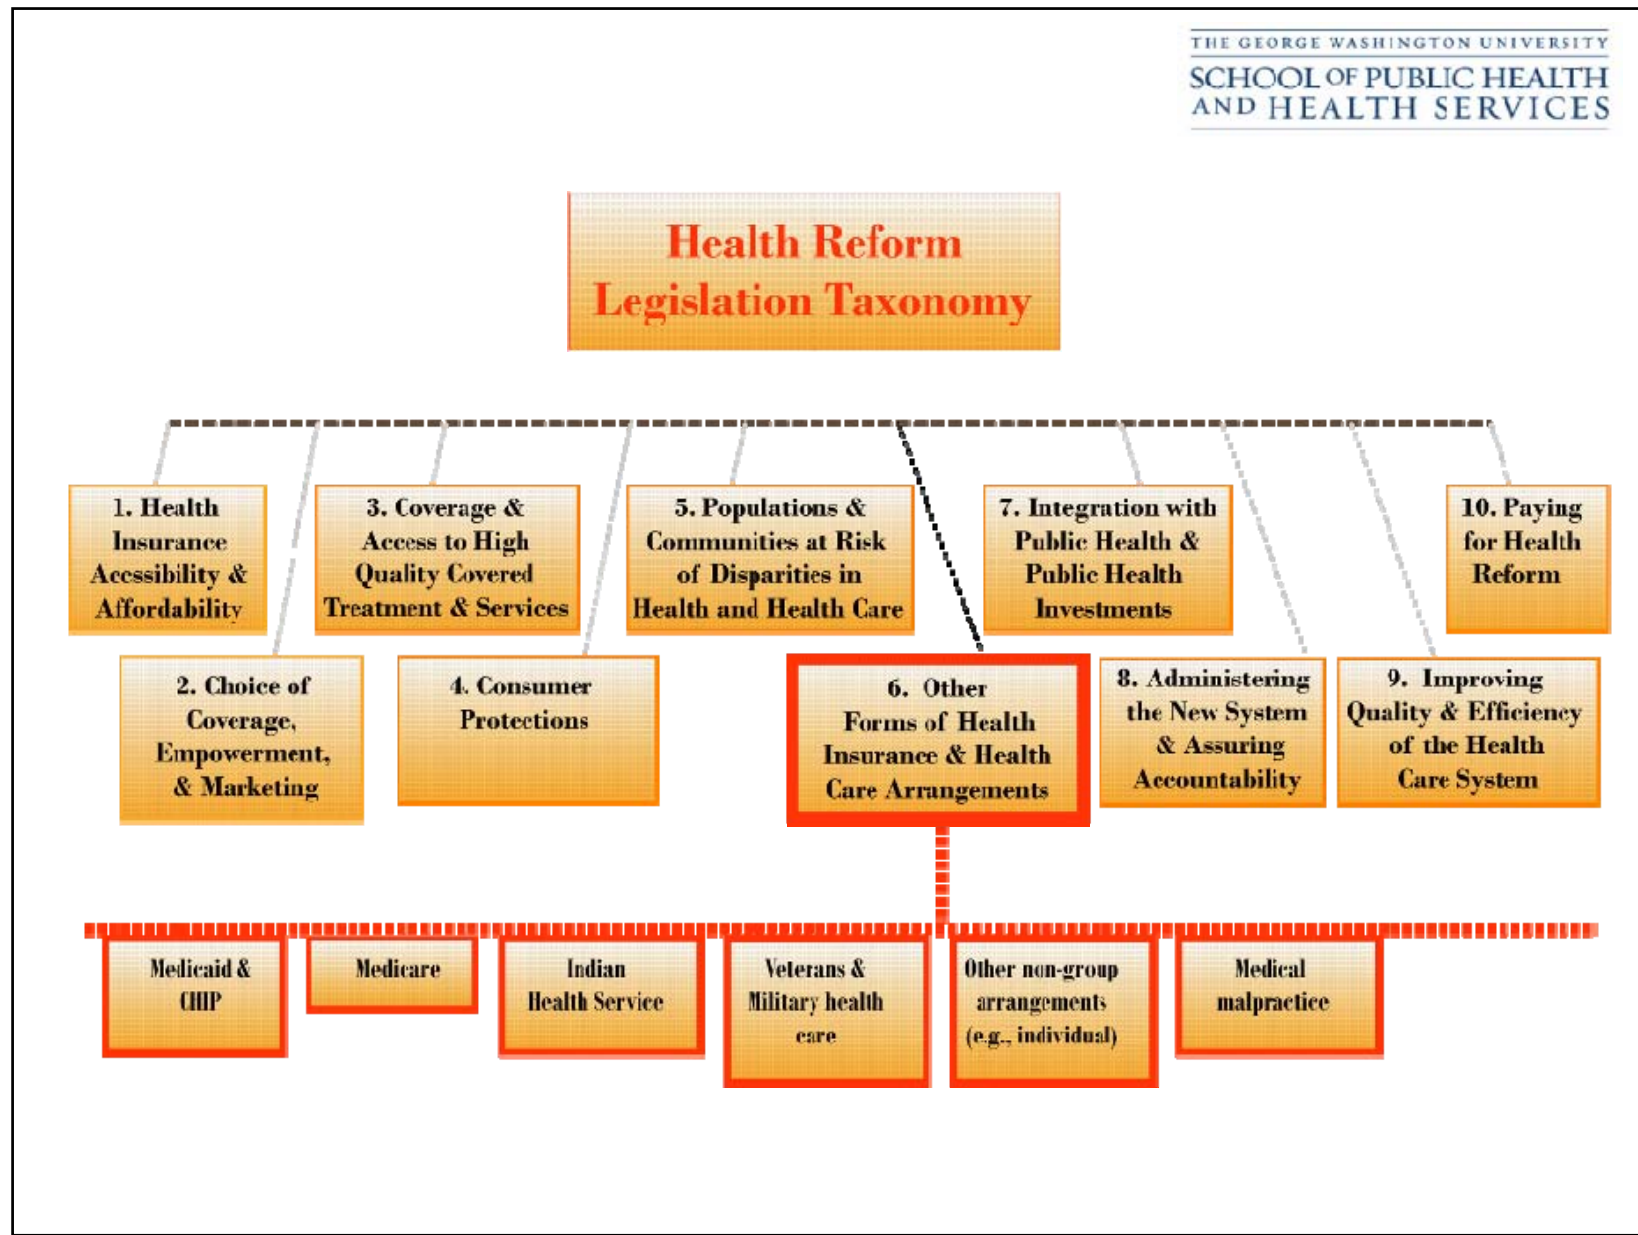 THE GEORGE WASHINGTON UNIVERSITY
SCHOOL OF PUBLIC HEALTH
AND HEALTH SERVICES
Health Reform
Legislation Taxonomy
1. Health
Insurance
Accessibility &
Affordability
2. Choice of
Coverage,
Empowerment,
& Marketing
3. Coverage &
Access to High
Quality Covered
Treatment & Services
4. Consumer
Protections
5. Populations &
Communities at Risk
of Disparities in
Health and Health Care
6. Other
Forms of Health
Insurance & Health
Care Arrangements
7. Integration with
Public Health &
Public Health
Investments
8. Administering
the New System
& Assuring
Accountability
9. Improving
Quality & Efficiency
of the Health
Care System
10. Paying
for Health
Reform
Medicaid &
CHIP
Medicare
Indian
Health Service
Veterans &
Military health
care
Other non-group
arrangements
(e.g., individual)
Medical
malpractice